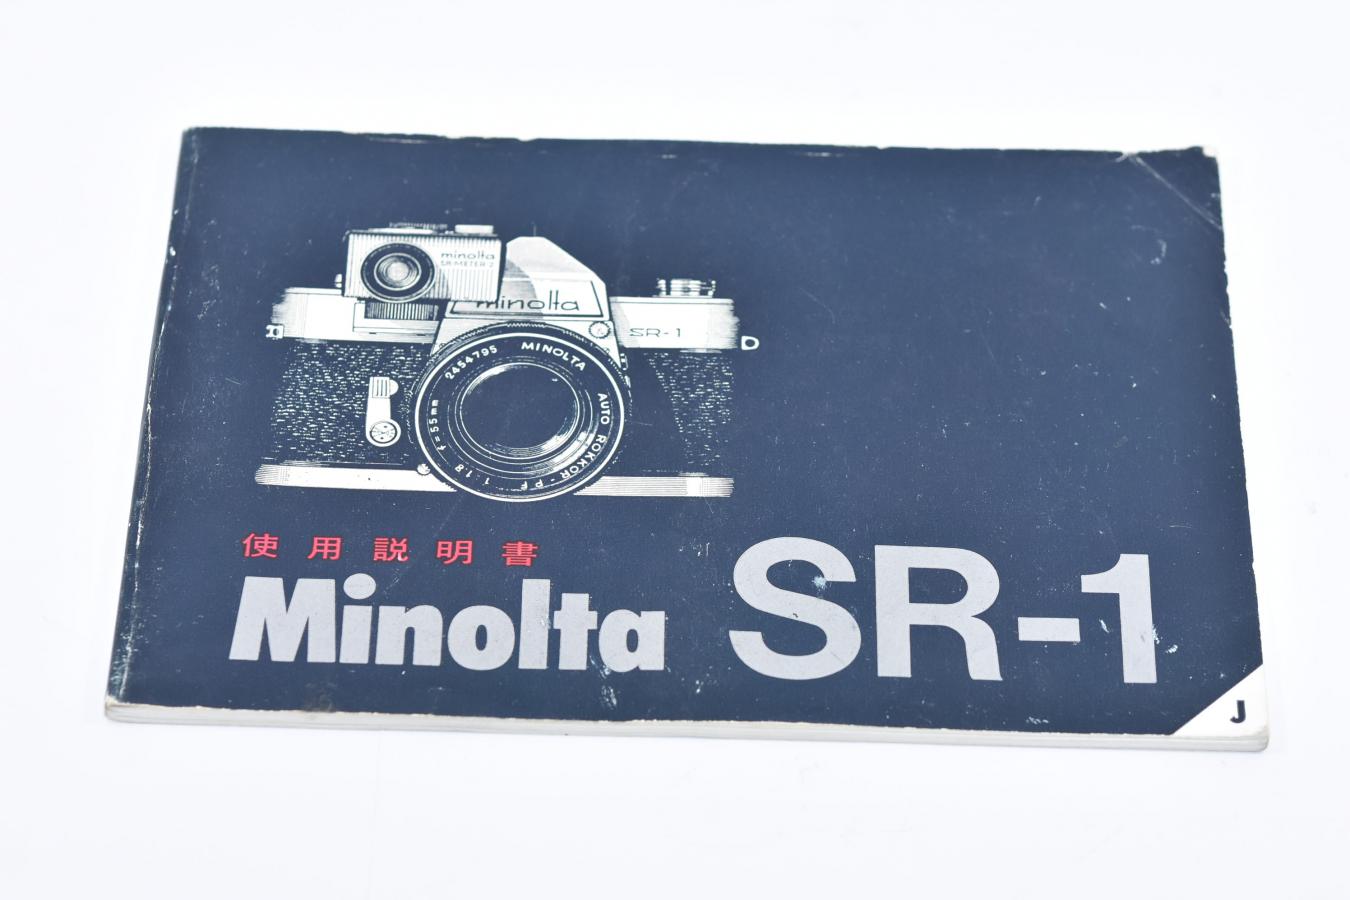 minolta
SR-METER-2
minolta
SR-1
2454795 MINOLTA AUTO ROKKOR-PF 1:1.8 f=55mm
使用説明書
Minolta SR-1
J